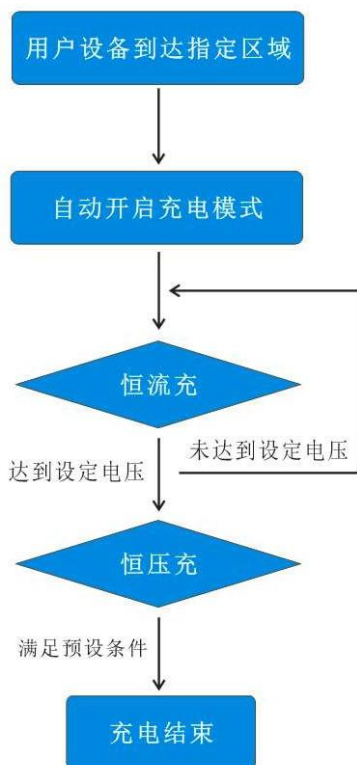 用户设备到达指定区域
自动开启充电模式
恒流充
达到设定电压
未达到设定电压
恒压充
满足预设条件
充电结束